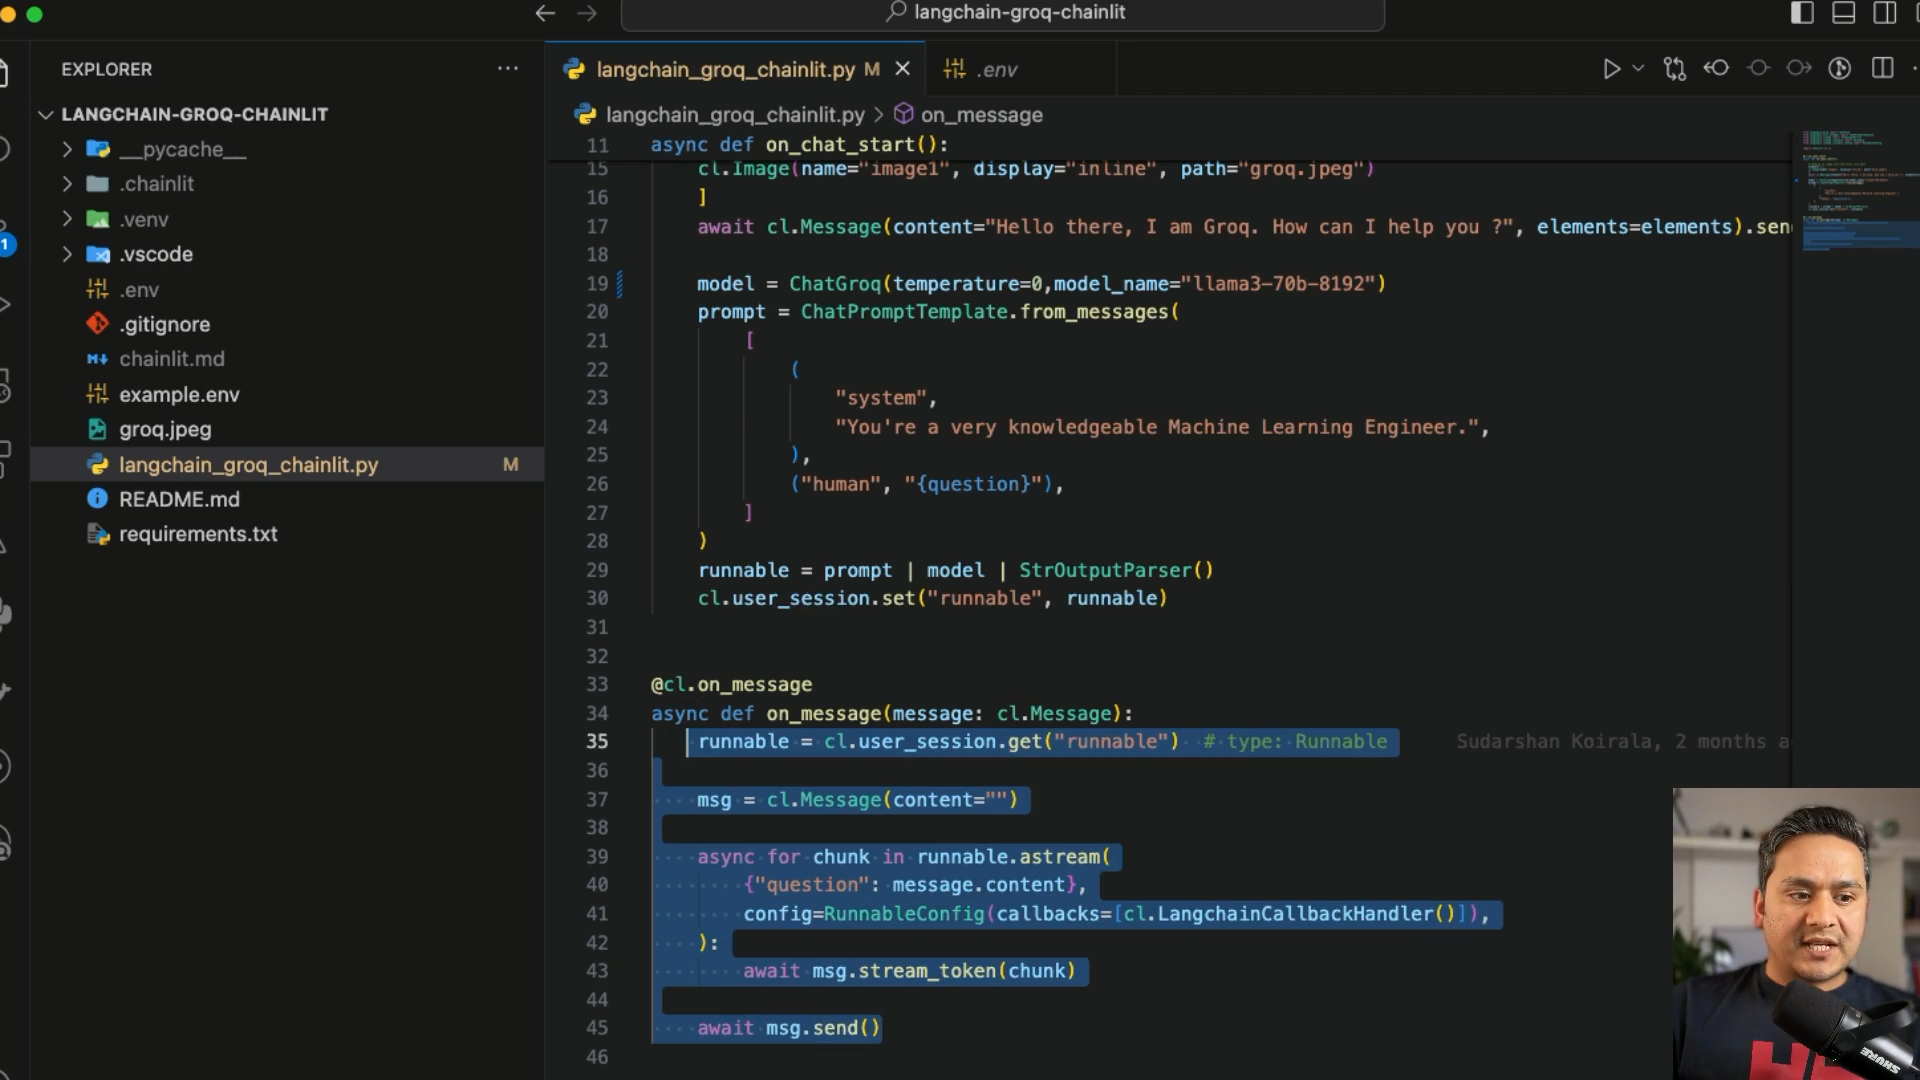 langchain-groq-chainlit
EXPLORER
LANGCHAIN-GROQ-CHAINLIT
__pycache__
.chainlit
.venv
.vscode
.env
.gitignore
chainlit.md
example.env
groq.jpeg
langchain_groq_chainlit.py M
README.md
requirements.txt
1
langchain_groq_chainlit.py M
.env
langchain_groq_chainlit.py > on_message
11 async def on_chat_start():
15 cl.Image(name="image1", display="inline", path="groq.jpeg")
16 ]
17 await cl.Message(content="Hello there, I am Groq. How can I help you ?", elements=elements).sen
18
19 model = ChatGroq(temperature=0,model_name="llama3-70b-8192")
20 prompt = ChatPromptTemplate.from_messages(
21 [
22 (
23 "system",
24 "You're a very knowledgeable Machine Learning Engineer.",
25 ),
26 ("human", "{question}"),
27 ]
28 )
29 runnable = prompt | model | StrOutputParser()
30 cl.user_session.set("runnable", runnable)
31
32
33 @cl.on_message
34 async def on_message(message: cl.Message):
35 runnable = cl.user_session.get("runnable")  # type: Runnable Sudarshan Koirala, 2 months a
36
37 msg = cl.Message(content="")
38
39 async for chunk in runnable.astream(
40 {"question": message.content},
41 config=RunnableConfig(callbacks=[cl.LangchainCallbackHandler()]),
42 ):
43 await msg.stream_token(chunk)
44
45 await msg.send()
46
SHURE